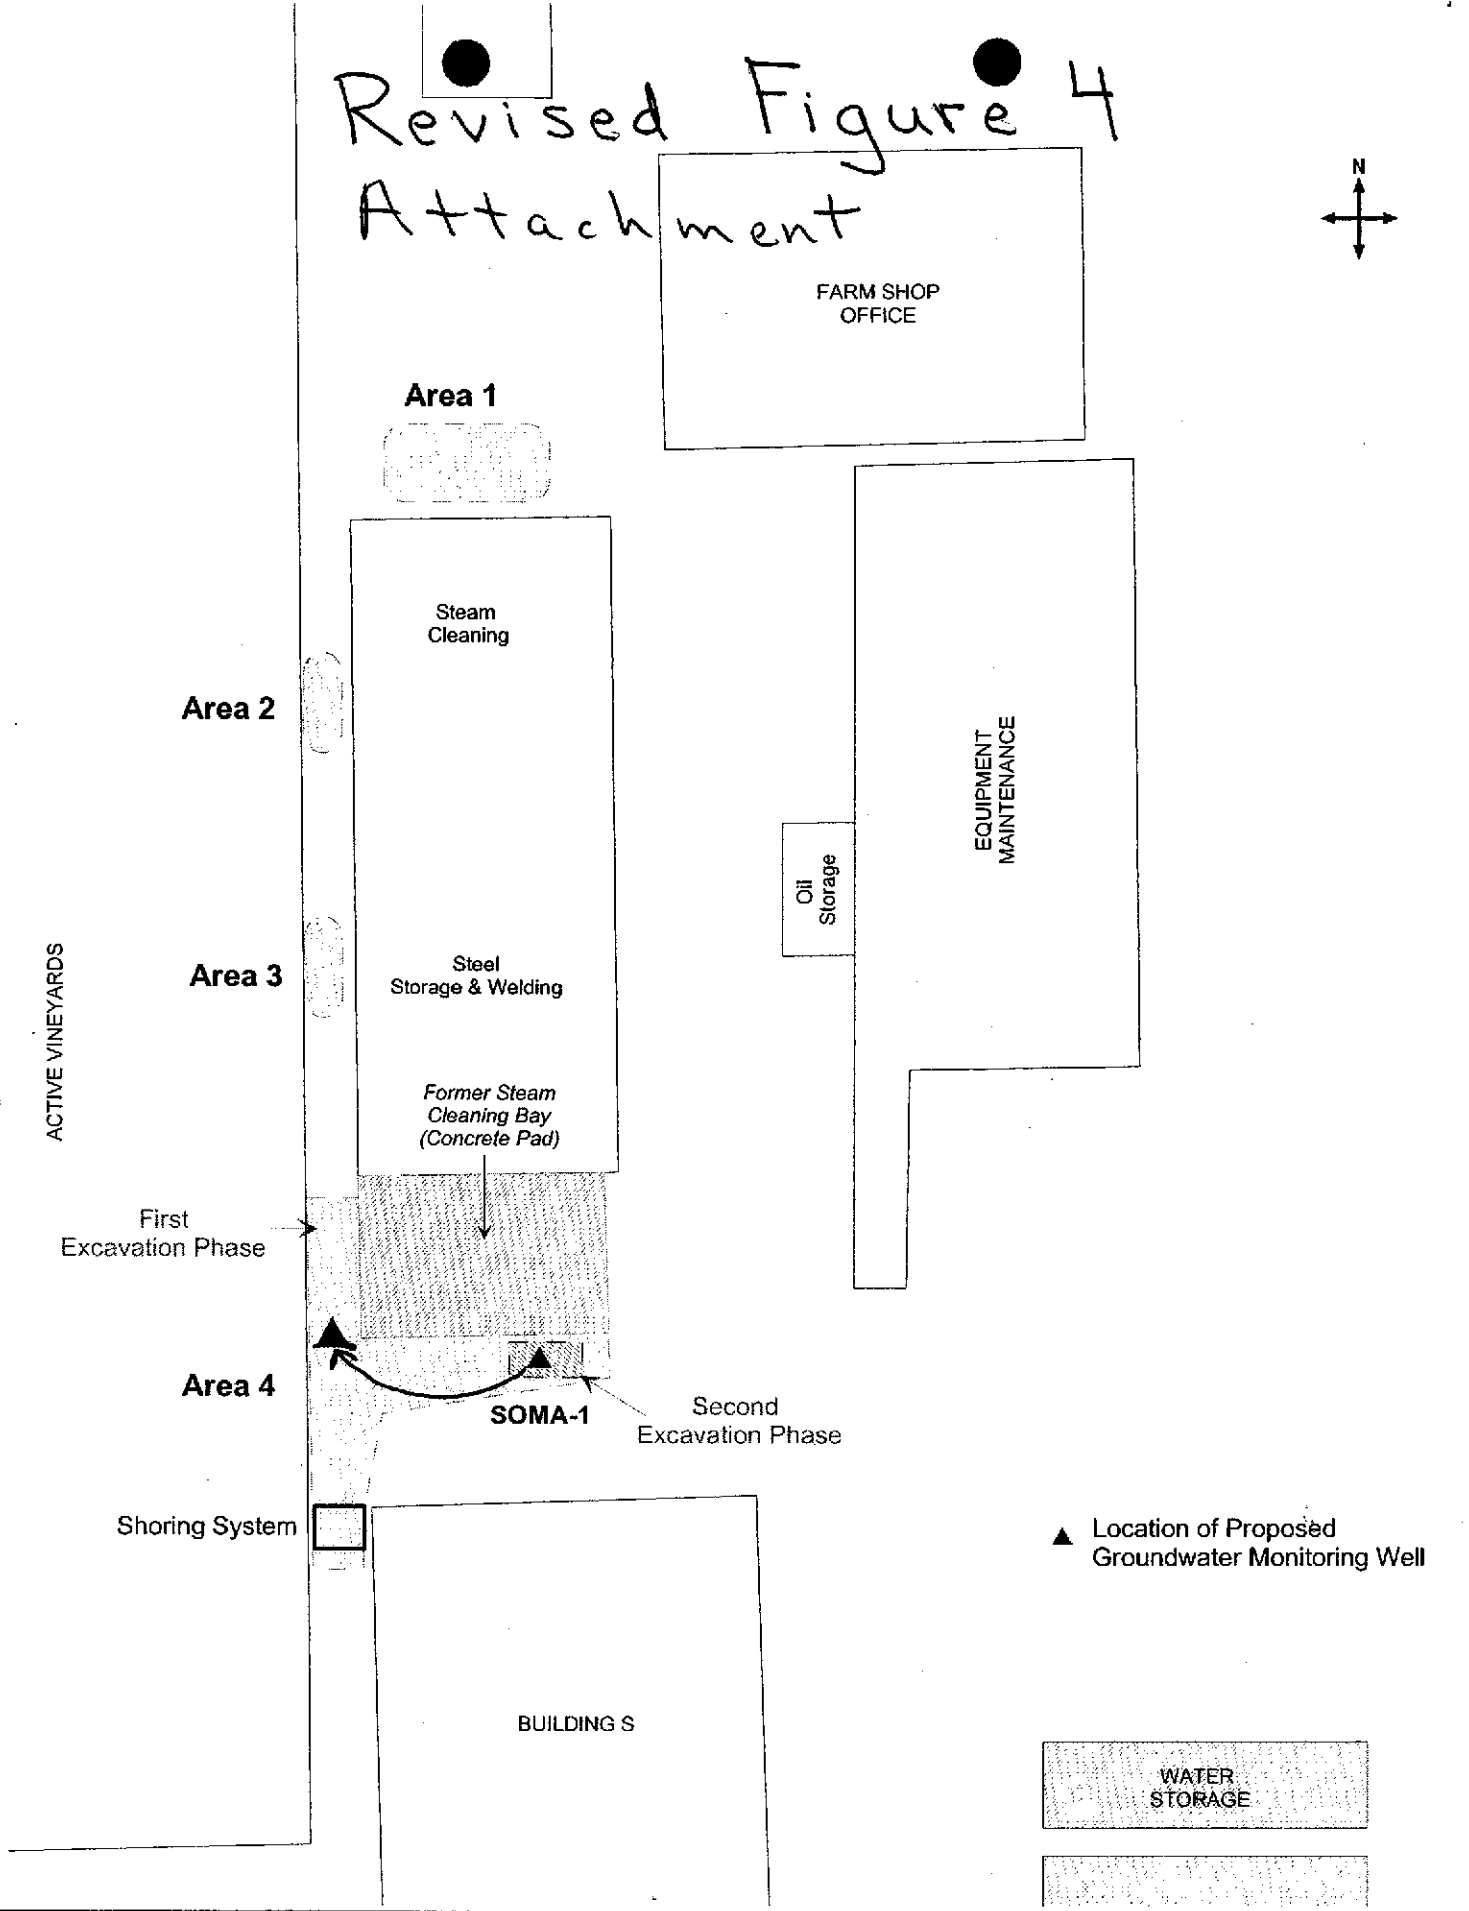 Revised Figure 4
Attachment
N
FARM SHOP
OFFICE
Area 1
Steam
Cleaning
Area 2
EQUIPMENT
MAINTENANCE
Oil
Storage
Area 3
Steel
Storage & Welding
ACTIVE VINEYARDS
Former Steam
Cleaning Bay
(Concrete Pad)
First
Excavation Phase
Area 4
SOMA-1
Second
Excavation Phase
Shoring System
Location of Proposed
Groundwater Monitoring Well
BUILDING S
WATER
STORAGE